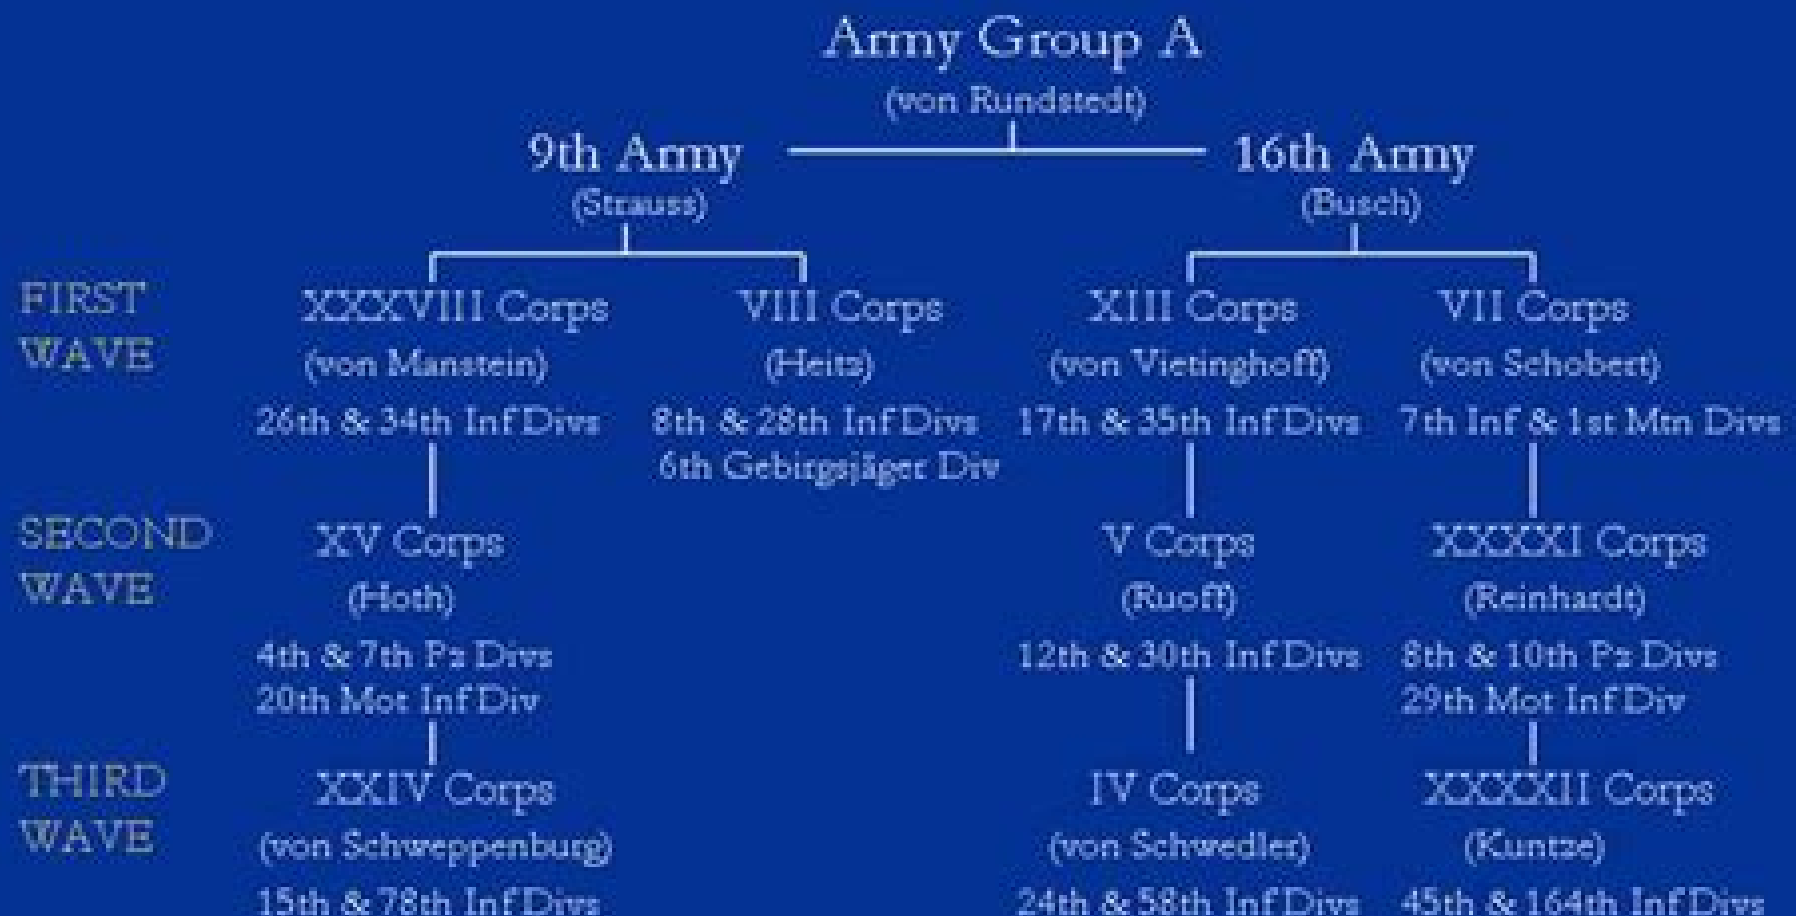 Army Group A
(von Rundstedt)
9th Army 16th Army
(Strauss) (Busch)
FIRST WAVE
XXXVIII Corps VIII Corps XIII Corps VII Corps
(von Manstein) (Heitz) (von Vietinghoff) (von Schobert)
26th & 34th Inf Divs 8th & 28th Inf Divs 17th & 35th Inf Divs 7th Inf & 1st Mtn Divs
6th Gebirgsjäger Div
SECOND WAVE
XV Corps V Corps XXXXI Corps
(Hoth) (Ruoff) (Reinhardt)
4th & 7th Pz Divs 12th & 30th Inf Divs 8th & 10th Pz Divs
20th Mot Inf Div 29th Mot Inf Div
THIRD WAVE
XXIV Corps IV Corps XXXXII Corps
(von Schweppenburg) (von Schwedler) (Kuntze)
15th & 78th Inf Divs 24th & 58th Inf Divs 45th & 164th Inf Divs